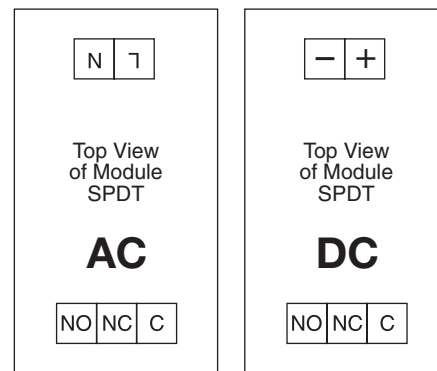 N L
Top View
of Module
SPDT
AC
NO NC C
− +
Top View
of Module
SPDT
DC
NO NC C